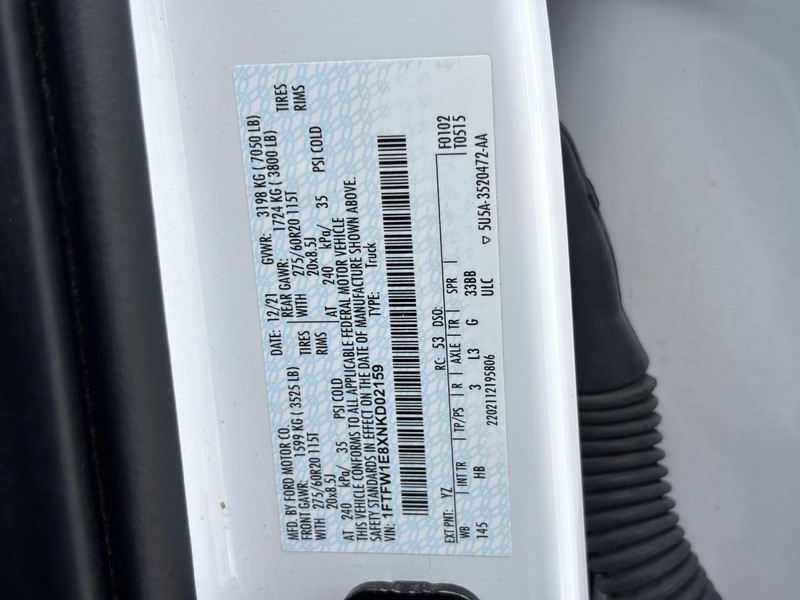 MFD. BY FORD MOTOR CO.
DATE: 12/21 GVWR: 3198 KG ( 7050 LB)
FRONT GAWR: 1599 KG ( 3525 LB) REAR GAWR: 1724 KG ( 3800 LB)
275/60R20 115T TIRES WITH 275/60R20 115T TIRES
20x8.5J RIMS 20x8.5J RIMS
AT 240 kPa/ 35 PSI COLD AT 240 kPa/ 35 PSI COLD
THIS VEHICLE CONFORMS TO ALL APPLICABLE FEDERAL MOTOR VEHICLE
SAFETY STANDARDS IN EFFECT ON THE DATE OF MANUFACTURE SHOWN ABOVE.
VIN: 1FTFW1E8XNKD02159 TYPE: Truck
EXT PNT: YZ RC: 53 DSO: F0102
WB INT TR TP/PS R AXLE TR SPR T0515
145 HB 3 L3 G 33BB
2202112195806 ULC ▽ 5U5A-3520472-AA